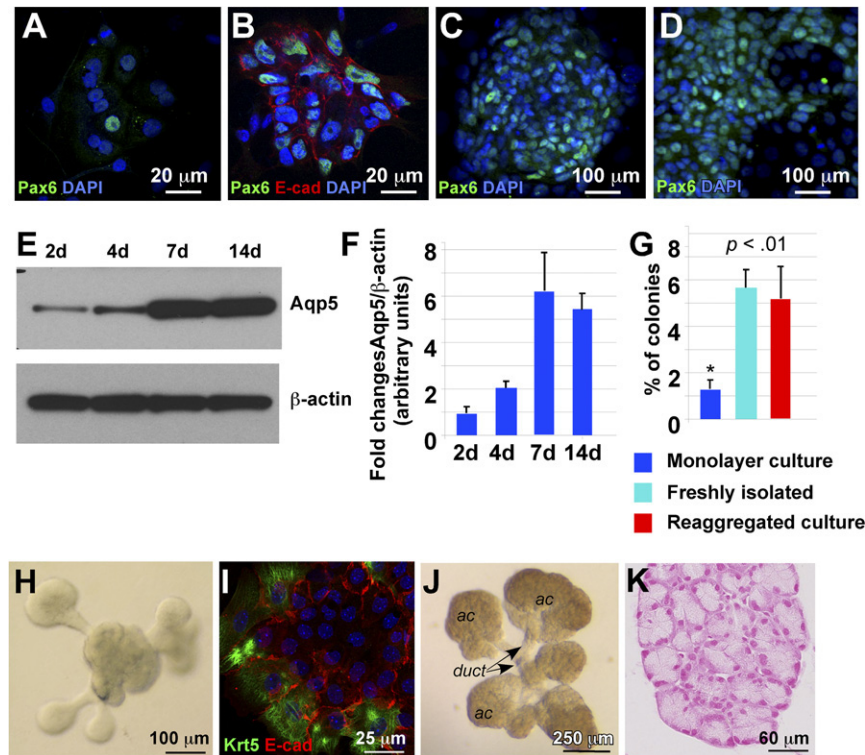 A
Pax6 DAPI
20 μm
B
Pax6 E-cad DAPI
20 μm
C
Pax6 DAPI
100 μm
D
Pax6 DAPI
100 μm
E
2d 4d 7d 14d
Aqp5
β-actin
F
Fold changesAqp5/β-actin
(arbitrary units)
8
6
4
2
0
2d 4d 7d 14d
G
p < .01
% of colonies
8
6
4
2
0
*
Monolayer culture
Freshly isolated
Reaggregated culture
H
100 μm
I
Krt5 E-cad
25 μm
J
ac
ac
duct
ac
250 μm
K
60 μm